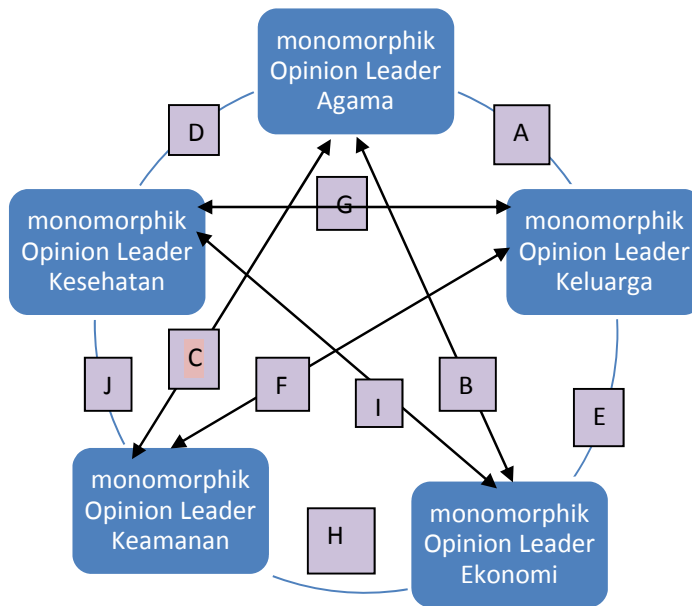 monomorphik
Opinion Leader
Agama
D
A
monomorphik
Opinion Leader
Kesehatan
G
monomorphik
Opinion Leader
Keluarga
J
C
F
I
B
E
monomorphik
Opinion Leader
Keamanan
H
monomorphik
Opinion Leader
Ekonomi